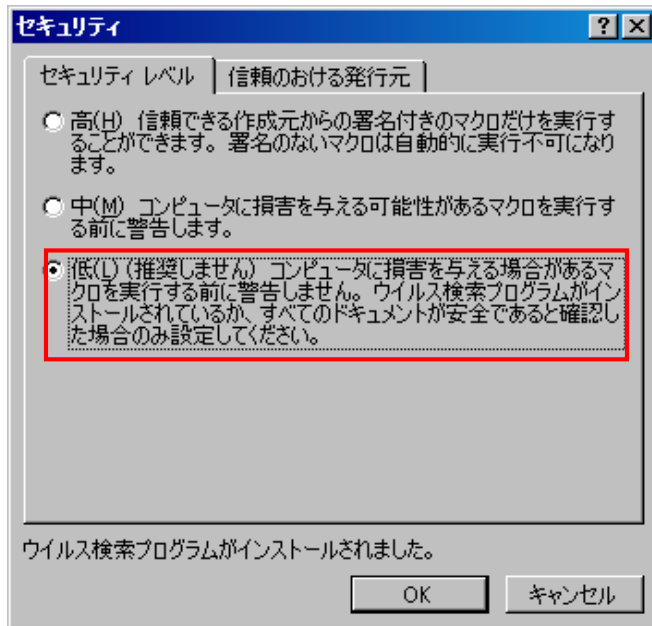 セキュリティ
セキュリティ レベル
信頼のおける発行元
高(H) 信頼できる作成元からの署名付きのマクロだけを実行す
ることができます。署名のないマクロは自動的に実行不可になり
ます。
中(M) コンピュータに損害を与える可能性があるマクロを実行す
る前に警告します。
低(L) (推奨しません) コンピュータに損害を与える場合があるマ
クロを実行する前に警告しません。ウイルス検索プログラムがイン
ストールされているか、すべてのドキュメントが安全であると確認し
た場合のみ設定してください。
ウイルス検索プログラムがインストールされました。
OK
キャンセル